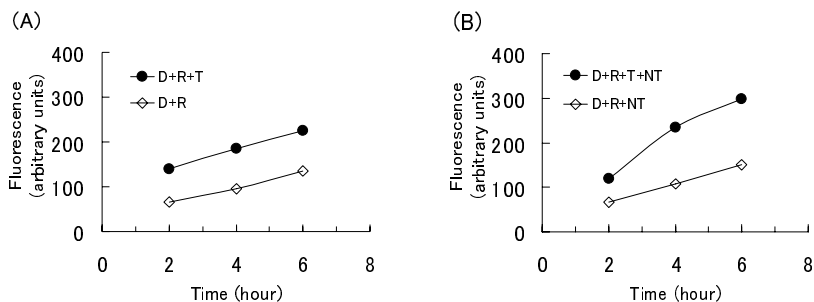 (A)
Fluorescence
(arbitrary units)
400
300
200
100
0
D+R+T
D+R
0 2 4 6 8
Time (hour)
(B)
Fluorescence
(arbitrary units)
400
300
200
100
0
D+R+T+NT
D+R+NT
0 2 4 6 8
Time (hour)